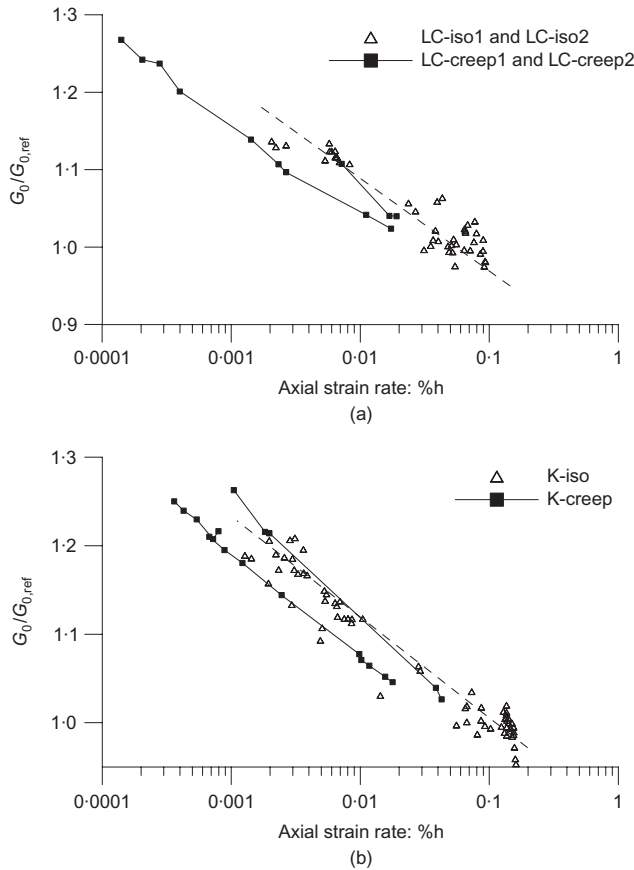 1·3
1·2
1·1
1·0
0·9
G0/G0,ref
LC-iso1 and LC-iso2
LC-creep1 and LC-creep2
0·0001
0·001
0·01
0·1
1
Axial strain rate: %h
(a)
1·3
1·2
1·1
1·0
G0/G0,ref
K-iso
K-creep
0·0001
0·001
0·01
0·1
1
Axial strain rate: %h
(b)